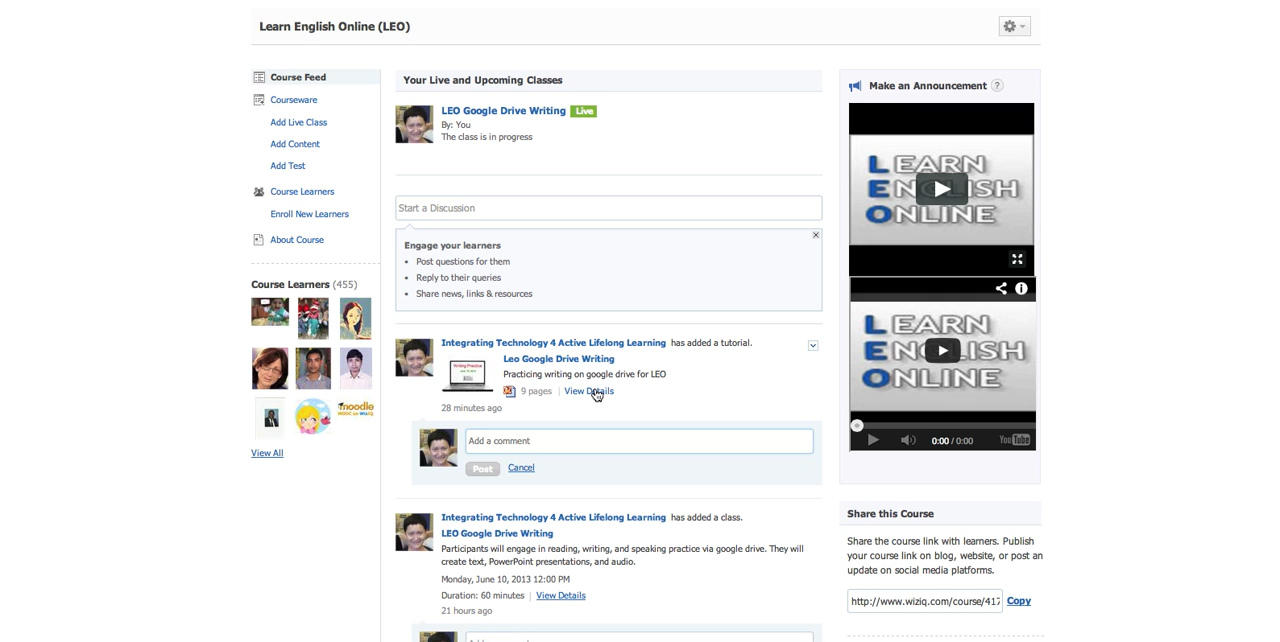 Learn English Online (LEO)
Course Feed
Courseware
Add Live Class
Add Content
Add Test
Course Learners
Enroll New Learners
About Course
Course Learners (455)
moodle
MOOC on WiZiQ
View All
Your Live and Upcoming Classes
LEO Google Drive Writing Live
By: You
The class is in progress
Start a Discussion
Engage your learners
• Post questions for them
• Reply to their queries
• Share news, links & resources
Integrating Technology 4 Active Lifelong Learning has added a tutorial.
Leo Google Drive Writing
Writing Practice
Practicing writing on google drive for LEO
9 pages | View Details
28 minutes ago
Add a comment
Post Cancel
Integrating Technology 4 Active Lifelong Learning has added a class.
LEO Google Drive Writing
Participants will engage in reading, writing, and speaking practice via google drive. They will
create text, PowerPoint presentations, and audio.
Monday, June 10, 2013 12:00 PM
Duration: 60 minutes | View Details
21 hours ago
Make an Announcement ?
LEARN
ENGLISH
ONLINE
LEARN
ENGLISH
ONLINE
0:00 / 0:00 YouTube
Share this Course
Share the course link with learners. Publish
your course link on blog, website, or post an
update on social media platforms.
http://www.wiziq.com/course/417 Copy